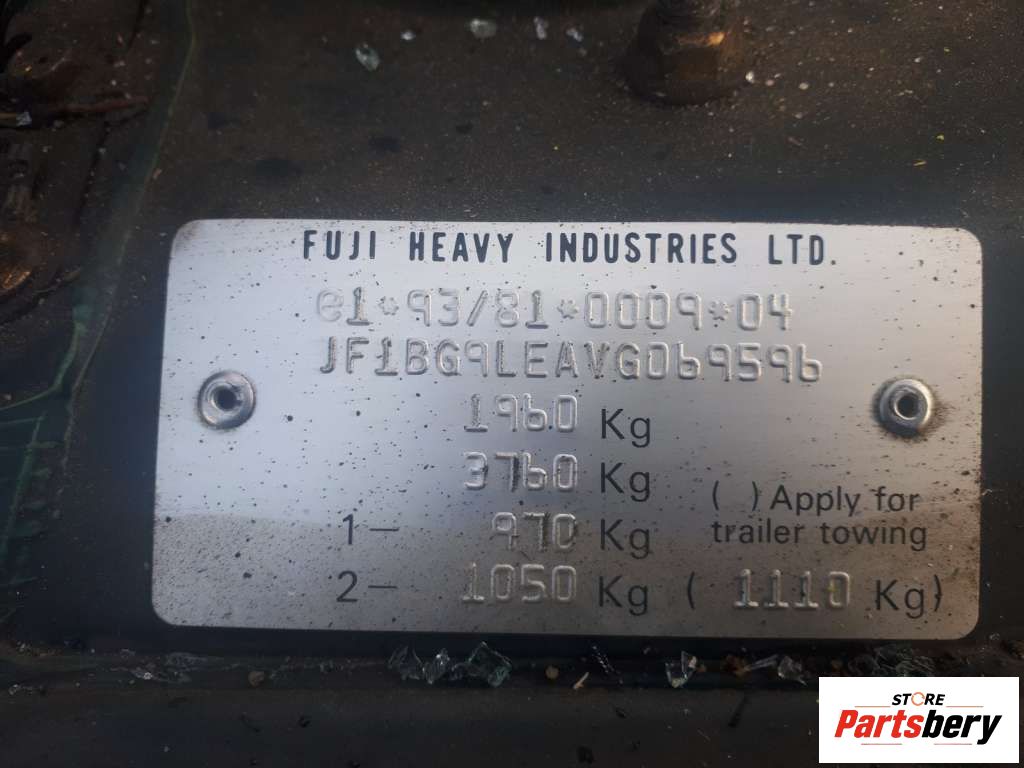 FUJI HEAVY INDUSTRIES LTD.
e1*93/81*0009*04
JF1BG9LEAVG069596
1960 Kg
3760 Kg
1- 970 Kg
2- 1050 Kg ( 1110 Kg)
( ) Apply for
trailer towing
STORE
Partsbery